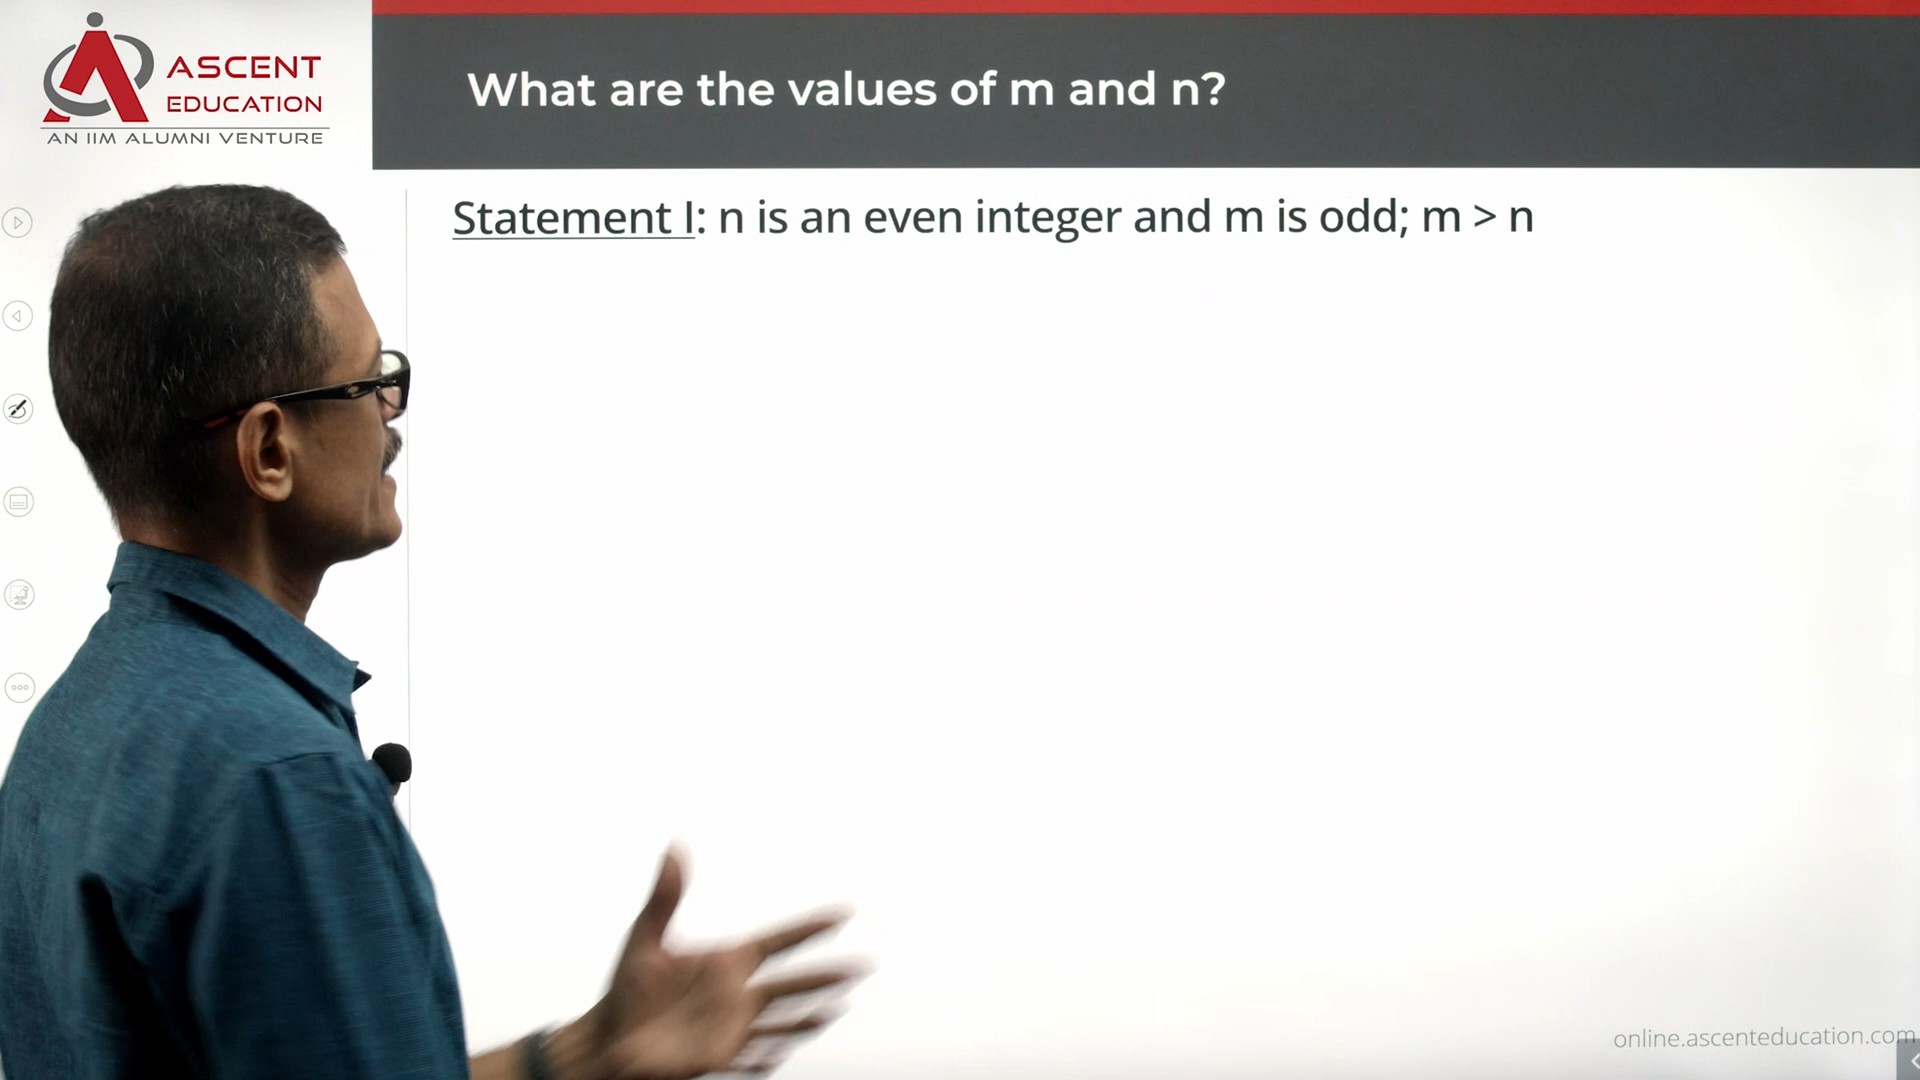 ASCENT
EDUCATION
AN IIM ALUMNI VENTURE
What are the values of m and n?
Statement I: n is an even integer and m is odd; m > n
online.ascenteducation.com